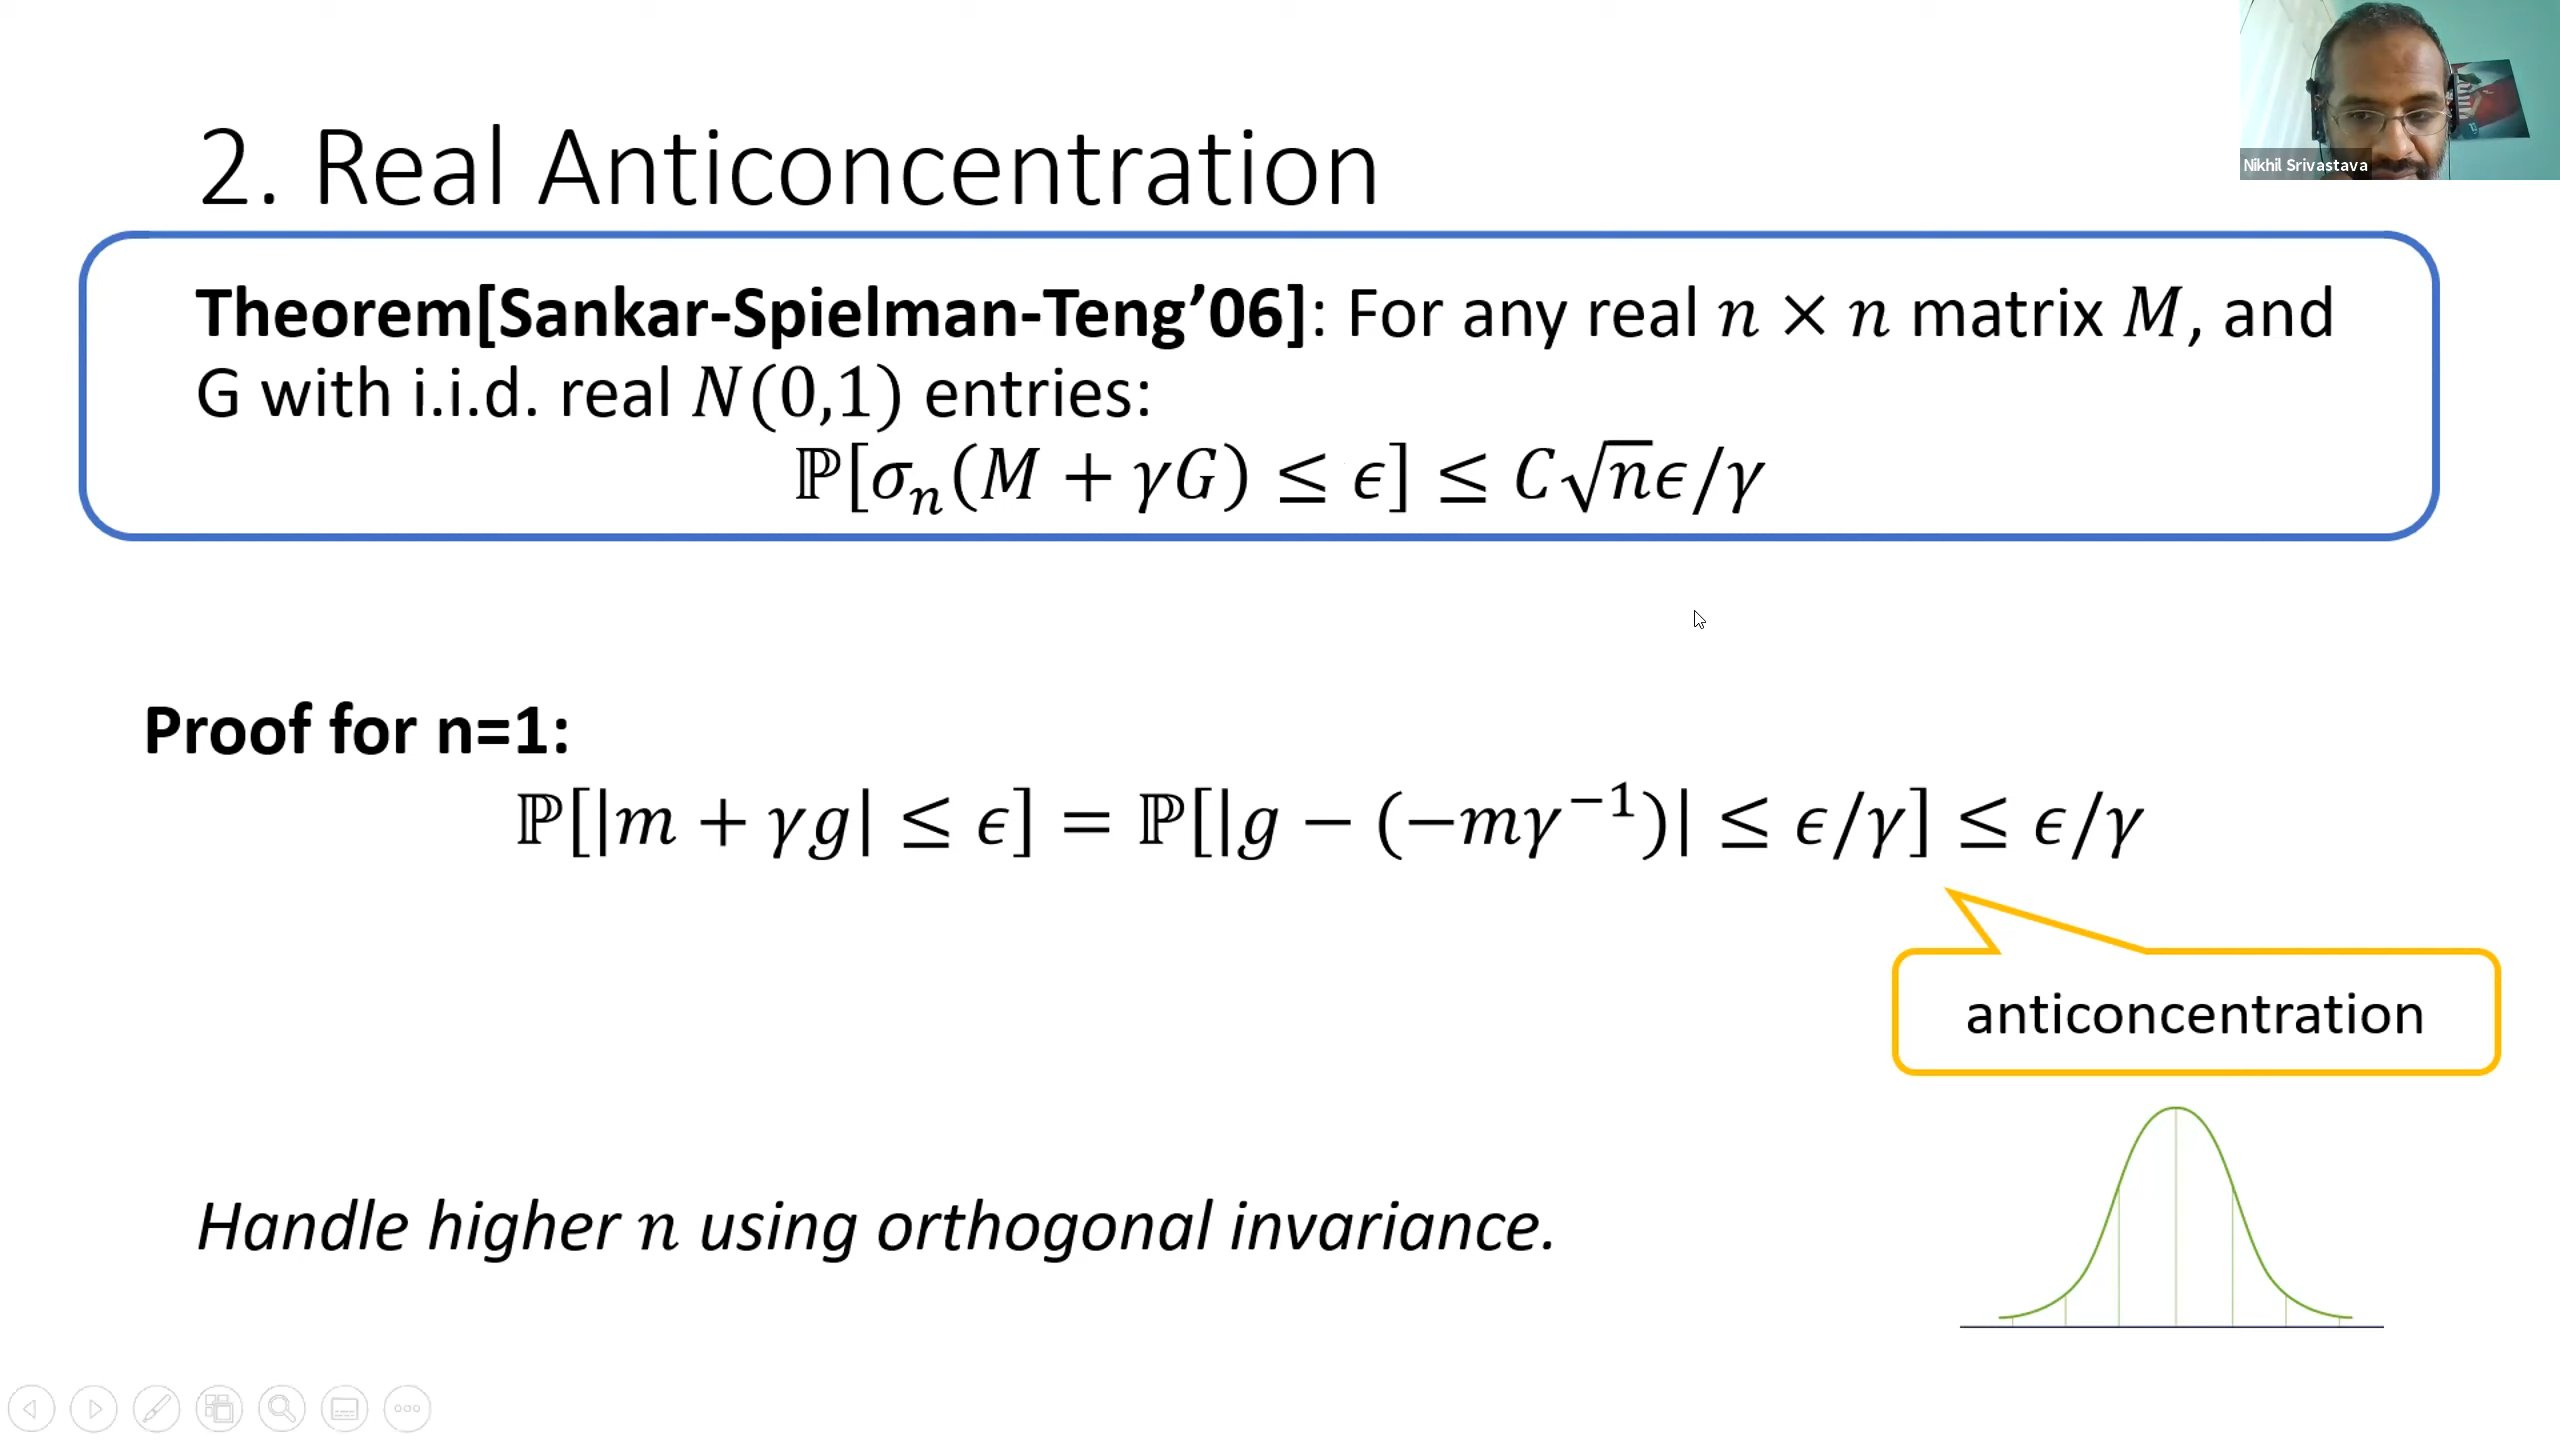 Nikhil Srivastava
2. Real Anticoncentration
Theorem[Sankar-Spielman-Teng’06]: For any real n × n matrix M, and
G with i.i.d. real N(0,1) entries:
ℙ[σₙ(M + γG) ≤ ϵ] ≤ C√nϵ/γ
Proof for n=1:
ℙ[|m + γg| ≤ ϵ] = ℙ[|g − (−mγ⁻¹)| ≤ ϵ/γ] ≤ ϵ/γ
anticoncentration
Handle higher n using orthogonal invariance.